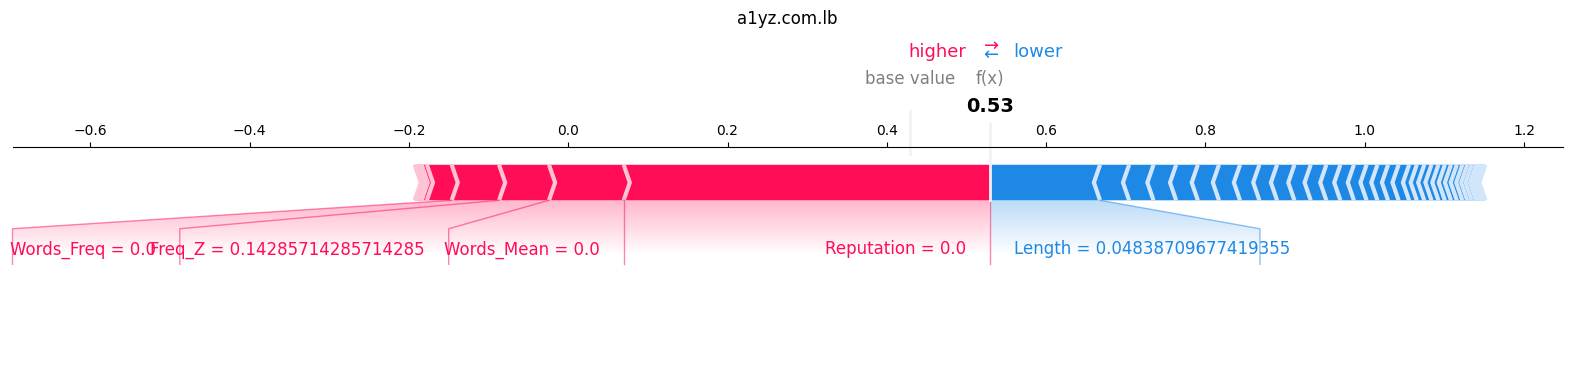 a1yz.com.lb
higher ⇄ lower
base value f(x)
0.53
−0.6 −0.4 −0.2 0.0 0.2 0.4 0.6 0.8 1.0 1.2
Words_Freq = 0.0 Freq_Z = 0.14285714285714285 Words_Mean = 0.0 Reputation = 0.0 Length = 0.04838709677419355